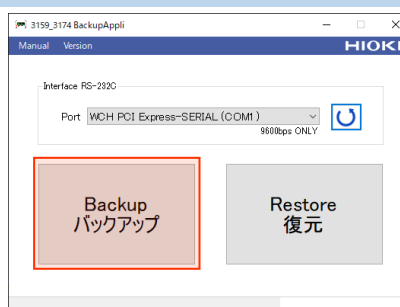 3159_3174 BackupAppli
Manual Version
HIOKI
Interface RS-232C
Port WCH PCI Express-SERIAL (COM1)
9600bps ONLY
Backup
バックアップ
Restore
復元